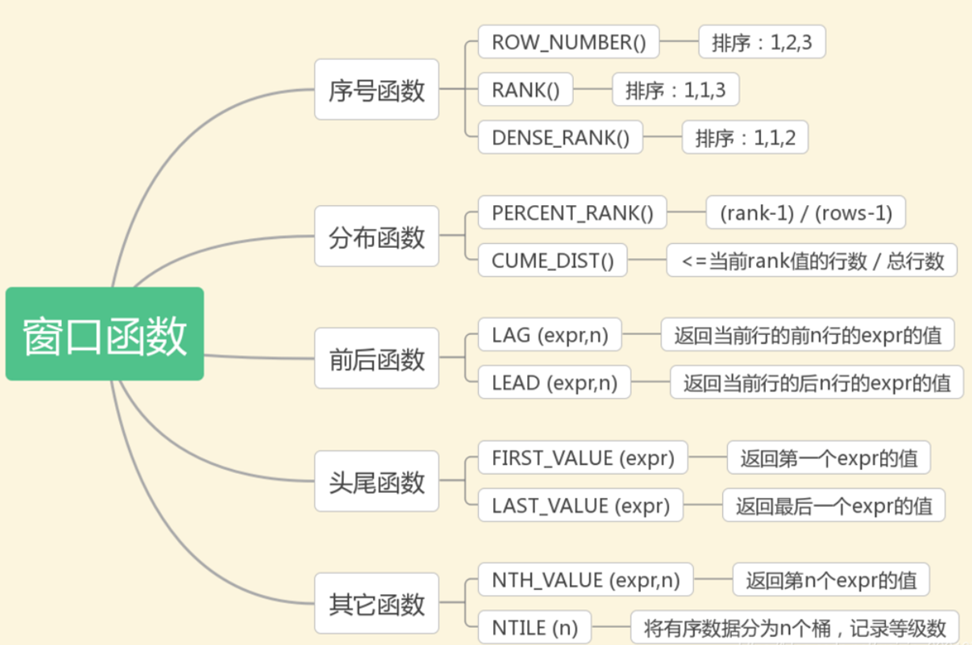 窗口函数
序号函数
ROW_NUMBER()
排序：1,2,3
RANK()
排序：1,1,3
DENSE_RANK()
排序：1,1,2
分布函数
PERCENT_RANK()
(rank-1) / (rows-1)
CUME_DIST()
<=当前rank值的行数 / 总行数
前后函数
LAG (expr,n)
返回当前行的前n行的expr的值
LEAD (expr,n)
返回当前行的后n行的expr的值
头尾函数
FIRST_VALUE (expr)
返回第一个expr的值
LAST_VALUE (expr)
返回最后一个expr的值
其它函数
NTH_VALUE (expr,n)
返回第n个expr的值
NTILE (n)
将有序数据分为n个桶，记录等级数